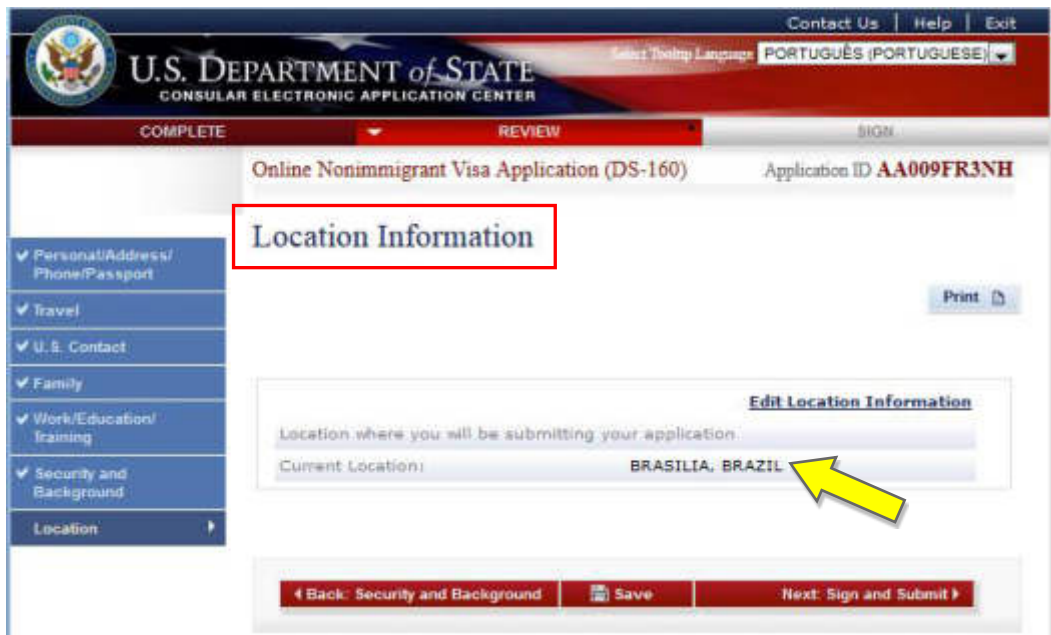 Contact Us | Help | Exit
U.S. DEPARTMENT of STATE
CONSULAR ELECTRONIC APPLICATION CENTER
Select Tooltip Language PORTUGUÊS (PORTUGUESE)
COMPLETE REVIEW SIGN
Online Nonimmigrant Visa Application (DS-160) Application ID AA009FR3NH
Location Information
Personal/Address/
Phone/Passport
Travel
U.S. Contact
Family
Work/Education/
Training
Security and
Background
Location
Print
Edit Location Information
Location where you will be submitting your application
Current Location: BRASILIA, BRAZIL
Back: Security and Background Save Next: Sign and Submit